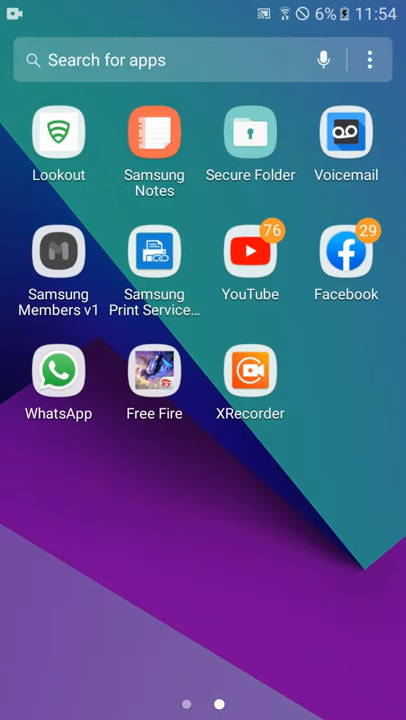 6% 11:54
Search for apps
Lookout
Samsung Notes
Secure Folder
Voicemail
Samsung Members v1
Samsung Print Service...
76
YouTube
29
Facebook
WhatsApp
Free Fire
XRecorder